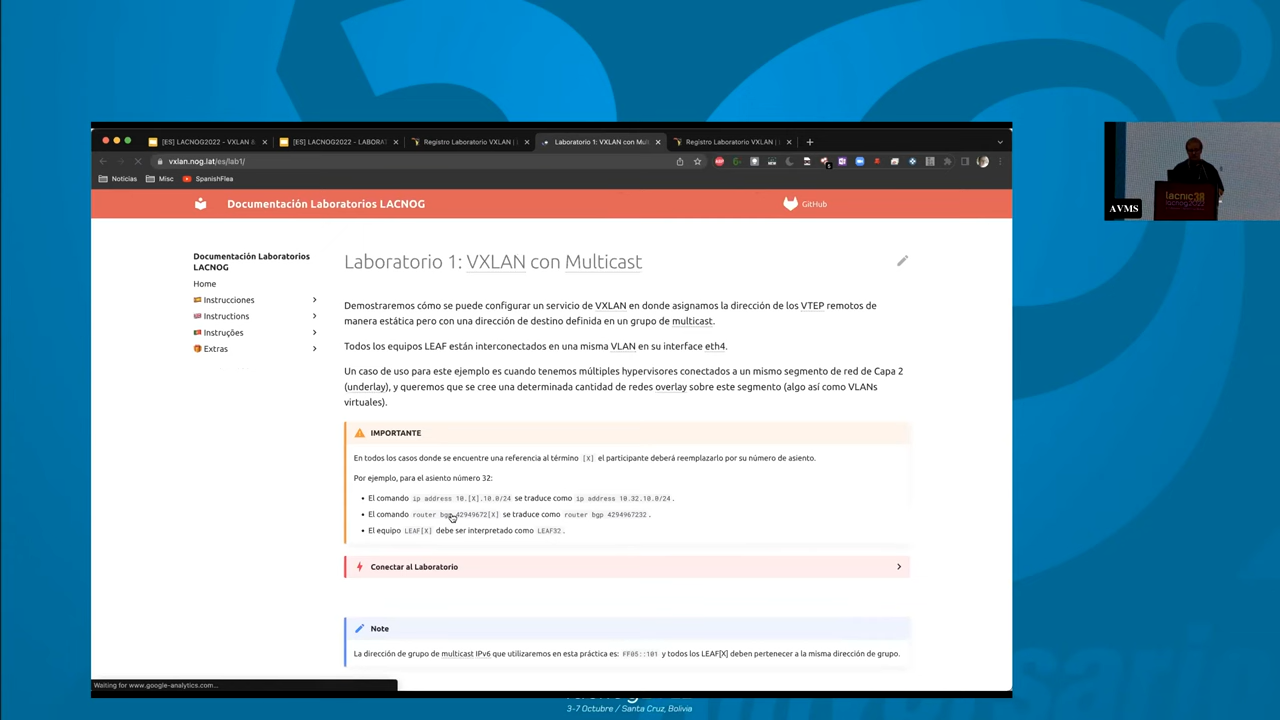 [ES] LACNOG2022 - VXLAN &
[ES] LACNOG2022 - LABORAT
Registro Laboratorio VXLAN |
Laboratorio 1: VXLAN con Mul
Registro Laboratorio VXLAN |
vxlan.nog.lat/es/lab1/
Noticias
Misc
SpanishFlea
Documentación Laboratorios LACNOG
GitHub
Documentación Laboratorios
LACNOG
Home
Instrucciones
Instructions
Instruções
Extras
Laboratorio 1: VXLAN con Multicast
Demostraremos cómo se puede configurar un servicio de VXLAN en donde asignamos la dirección de los VTEP remotos de
manera estática pero con una dirección de destino definida en un grupo de multicast.
Todos los equipos LEAF están interconectados en una misma VLAN en su interface eth4.
Un caso de uso para este ejemplo es cuando tenemos múltiples hypervisores conectados a un mismo segmento de red de Capa 2
(underlay), y queremos que se cree una determinada cantidad de redes overlay sobre este segmento (algo así como VLANs
virtuales).
IMPORTANTE
En todos los casos donde se encuentre una referencia al término [X] el participante deberá reemplazarlo por su número de asiento.
Por ejemplo, para el asiento número 32:
• El comando ip address 10.[X].10.0/24 se traduce como ip address 10.32.10.0/24.
• El comando router bgp 42949672[X] se traduce como router bgp 4294967232.
• El equipo LEAF[X] debe ser interpretado como LEAF32.
Conectar al Laboratorio
Note
La dirección de grupo de multicast IPv6 que utilizaremos en esta práctica es: FF05::101 y todos los LEAF[X] deben pertenecer a la misma dirección de grupo.
Waiting for www.google-analytics.com...
AVMS
lacnic38
lacnog2022
3-7 Octubre / Santa Cruz, Bolivia